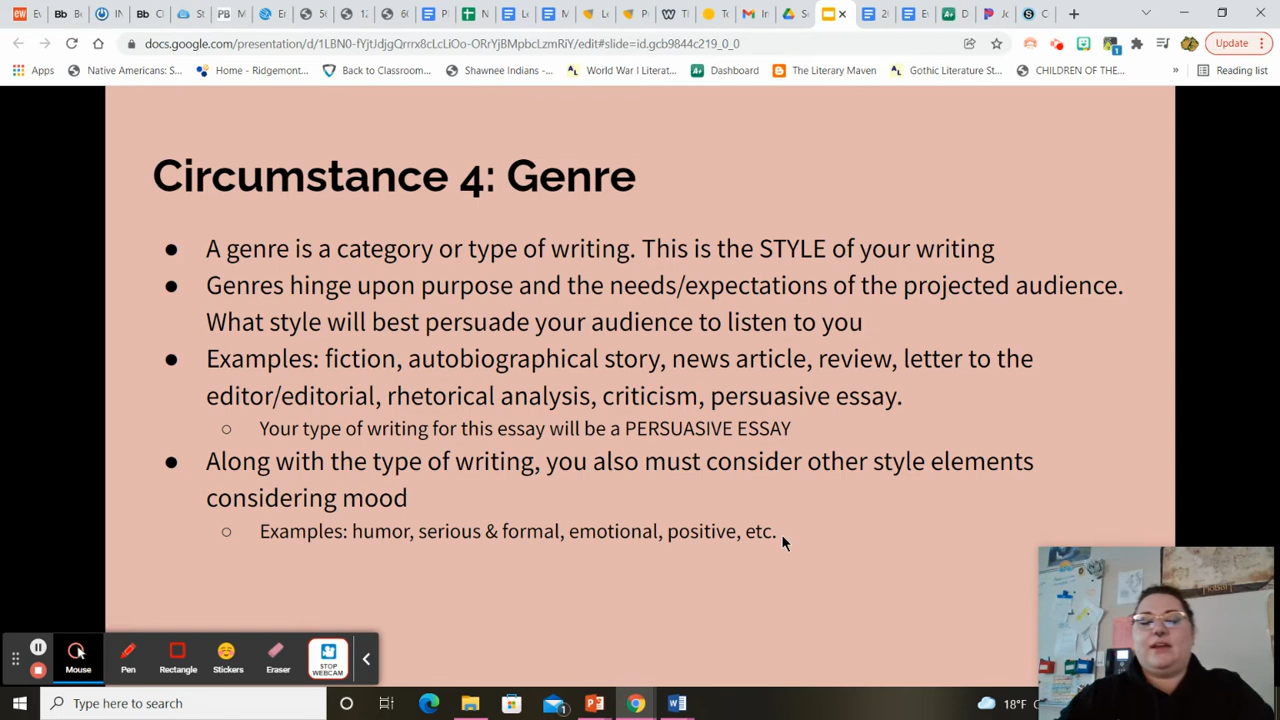 docs.google.com/presentation/d/1LBN0-fYjtJdjgQrrrx8cLcLiOo-ORrYjBMpbcLzmRiY/edit#slide=id.gcb9844c219_0_0
Update
Apps
Native Americans: S...
Home - Ridgemont...
Back to Classroom...
Shawnee Indians -...
World War I Literat...
Dashboard
The Literary Maven
Gothic Literature St...
CHILDREN OF THE...
»
Reading list
Circumstance 4: Genre
● A genre is a category or type of writing. This is the STYLE of your writing
● Genres hinge upon purpose and the needs/expectations of the projected audience.
What style will best persuade your audience to listen to you
● Examples: fiction, autobiographical story, news article, review, letter to the
editor/editorial, rhetorical analysis, criticism, persuasive essay.
○ Your type of writing for this essay will be a PERSUASIVE ESSAY
● Along with the type of writing, you also must consider other style elements
considering mood
○ Examples: humor, serious & formal, emotional, positive, etc.
Mouse
Pen
Rectangle
Stickers
Eraser
STOP
WEBCAM
Type here to search
18°F